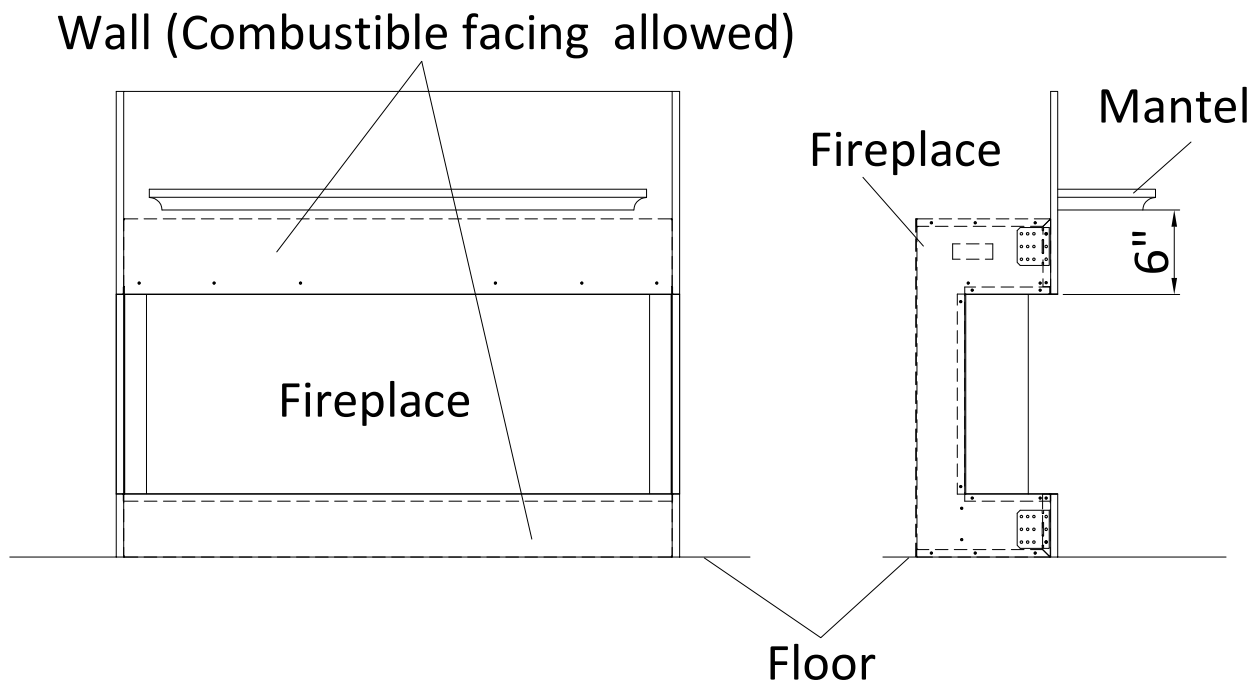 Wall (Combustible facing  allowed)
Mantel
Fireplace
6"
Fireplace
Floor